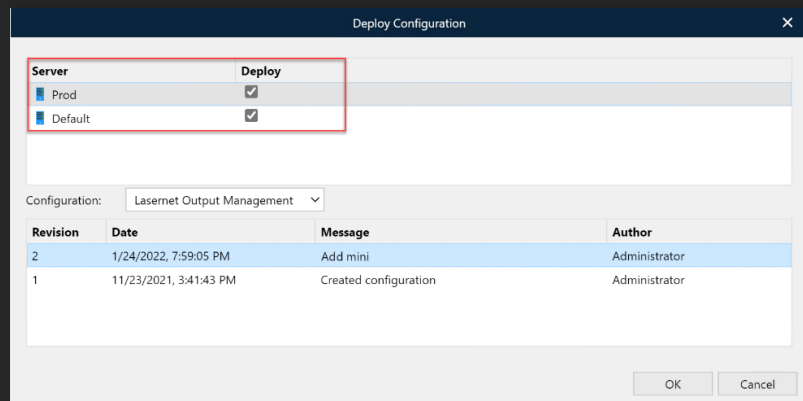 Deploy Configuration
Server Deploy
Prod
Default
Configuration: Lasernet Output Management
Revision Date Message Author
2 1/24/2022, 7:59:05 PM Add mini Administrator
1 11/23/2021, 3:41:43 PM Created configuration Administrator
OK Cancel